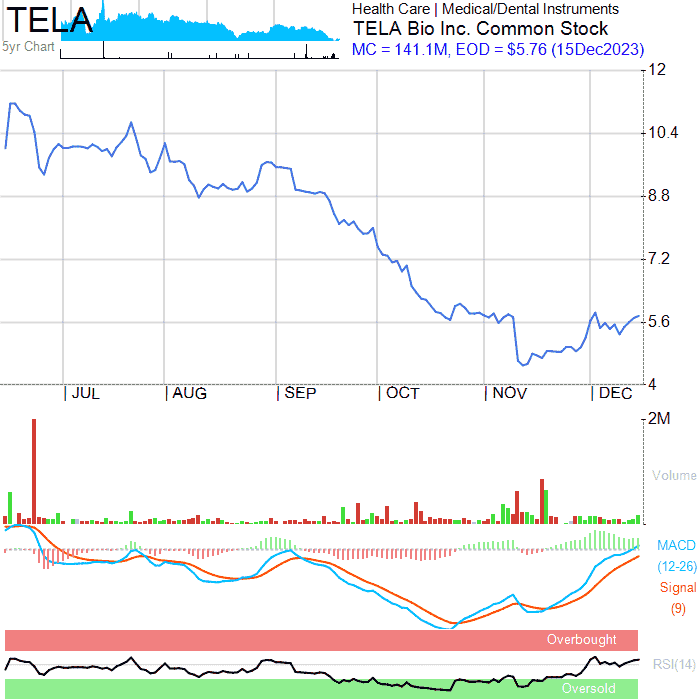 TELA
5yr Chart
Health Care | Medical/Dental Instruments
TELA Bio Inc. Common Stock
MC = 141.1M, EOD = $5.76 (15Dec2023)
12
10.4
8.8
7.2
5.6
4
| JUL | AUG | SEP | OCT | NOV | DEC
2M
Volume
MACD
(12-26)
Signal
(9)
Overbought
RSI(14)
Oversold